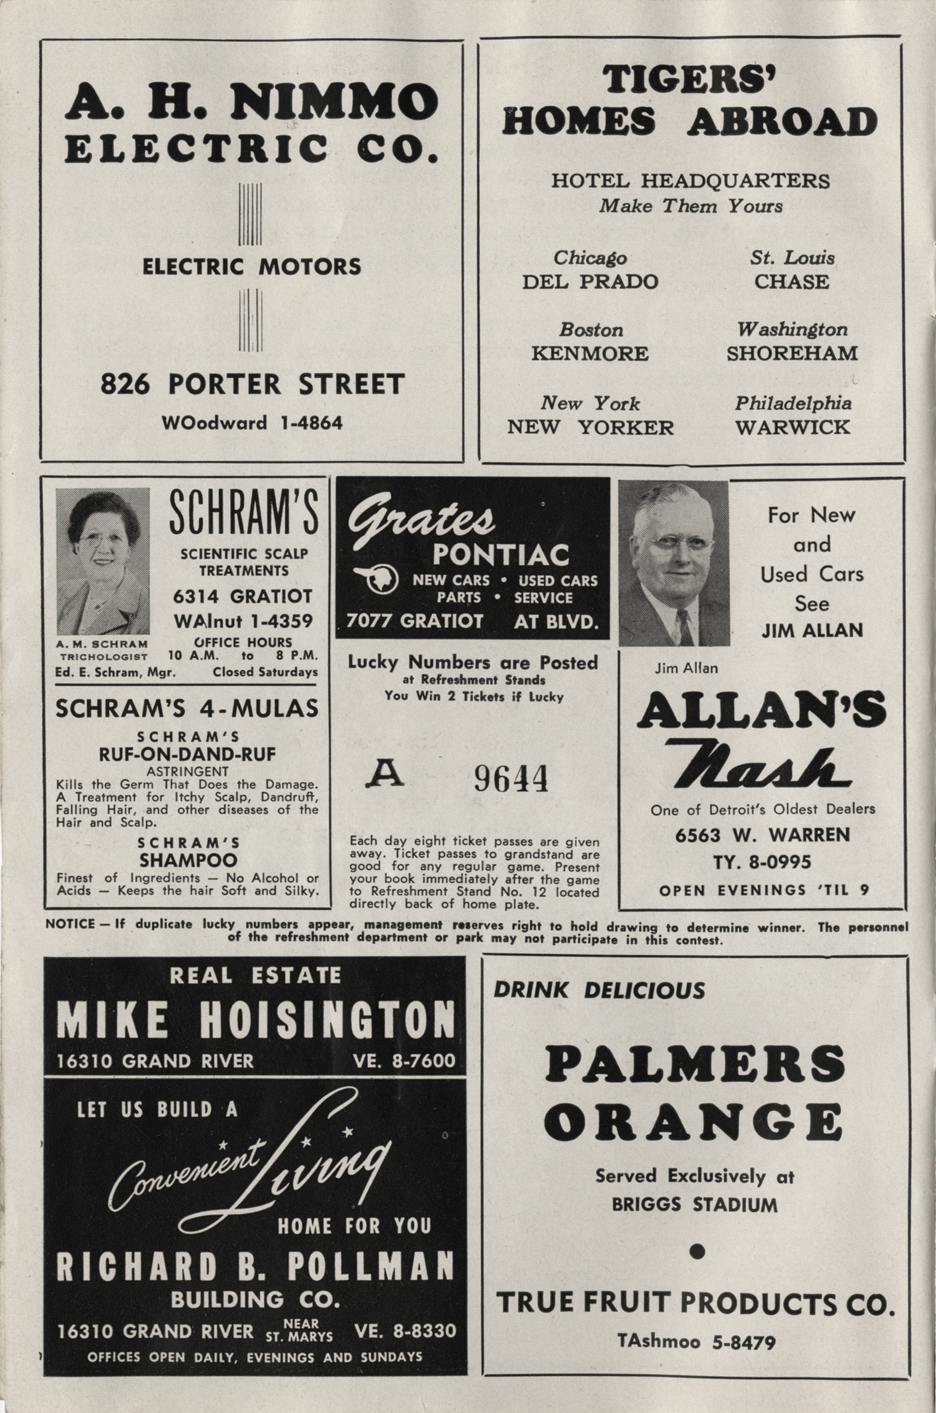 A. H. NIMMO
ELECTRIC CO.
ELECTRIC MOTORS
826 PORTER STREET
WOodward 1-4864
TIGERS'
HOMES ABROAD
HOTEL HEADQUARTERS
Make Them Yours
Chicago
DEL PRADO
St. Louis
CHASE
Boston
KENMORE
Washington
SHOREHAM
New York
NEW YORKER
Philadelphia
WARWICK
SCHRAM'S
SCIENTIFIC SCALP
TREATMENTS
6314 GRATIOT
WAlnut 1-4359
OFFICE HOURS
10 A.M. to 8 P.M.
Closed Saturdays
A. M. SCHRAM
TRICHOLOGIST
Ed. E. Schram, Mgr.
SCHRAM'S 4-MULAS
SCHRAM'S
RUF-ON-DAND-RUF
ASTRINGENT
Kills the Germ That Does the Damage.
A Treatment for Itchy Scalp, Dandruft,
Falling Hair, and other diseases of the
Hair and Scalp.
SCHRAM'S
SHAMPOO
Finest of Ingredients — No Alcohol or
Acids — Keeps the hair Soft and Silky.
Grates
PONTIAC
NEW CARS • USED CARS
PARTS • SERVICE
7077 GRATIOT AT BLVD.
Lucky Numbers are Posted
at Refreshment Stands
You Win 2 Tickets if Lucky
A 9644
Each day eight ticket passes are given
away. Ticket passes to grandstand are
good for any regular game. Present
your book immediately after the game
to Refreshment Stand No. 12 located
directly back of home plate.
For New
and
Used Cars
See
JIM ALLAN
Jim Allan
ALLAN'S
Nash
One of Detroit's Oldest Dealers
6563 W. WARREN
TY. 8-0995
OPEN EVENINGS 'TIL 9
NOTICE — If duplicate lucky numbers appear, management reserves right to hold drawing to determine winner. The personnel
of the refreshment department or park may not participate in this contest.
REAL ESTATE
MIKE HOISINGTON
16310 GRAND RIVER VE. 8-7600
LET US BUILD A
Convenient Living
HOME FOR YOU
RICHARD B. POLLMAN
BUILDING CO.
16310 GRAND RIVER NEAR ST. MARYS VE. 8-8330
OFFICES OPEN DAILY, EVENINGS AND SUNDAYS
DRINK DELICIOUS
PALMERS
ORANGE
Served Exclusively at
BRIGGS STADIUM
TRUE FRUIT PRODUCTS CO.
TAshmoo 5-8479